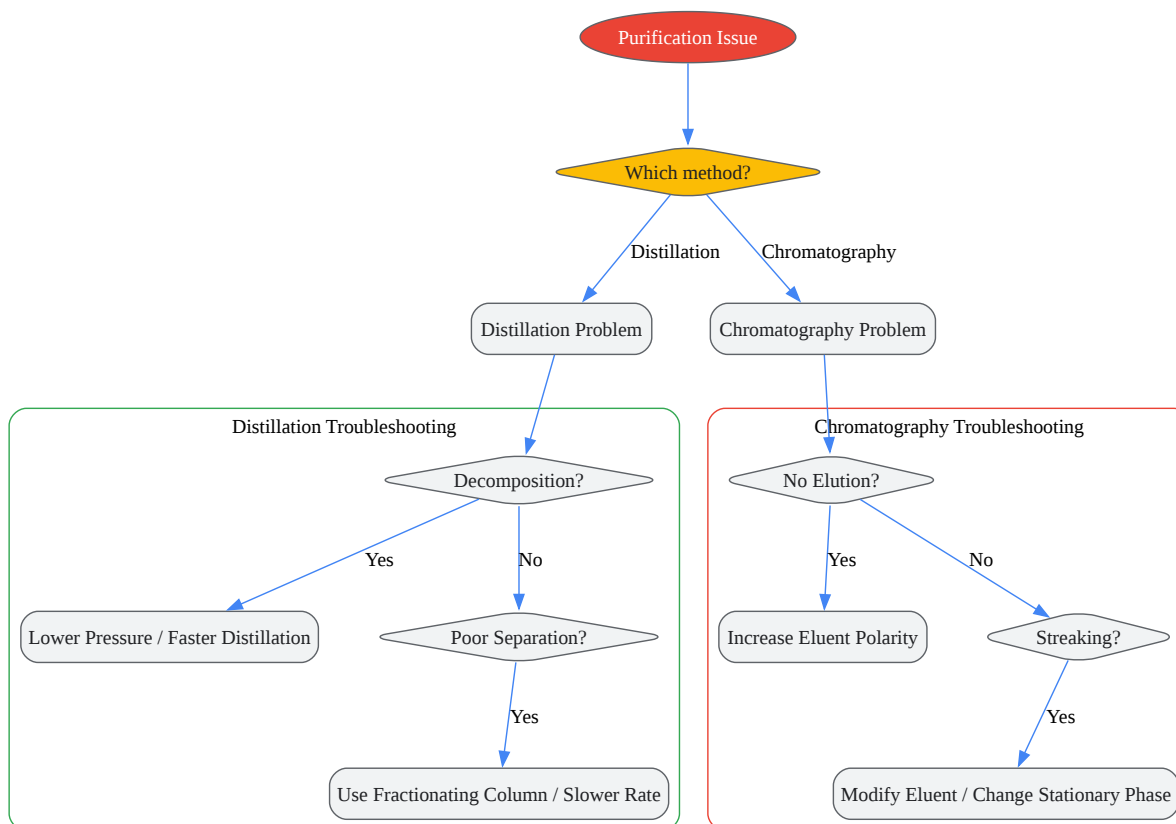 Purification Issue
Which method?
Distillation
Chromatography
Distillation Problem
Chromatography Problem
Distillation Troubleshooting
Chromatography Troubleshooting
Decomposition?
No Elution?
Yes
No
Yes
No
Lower Pressure / Faster Distillation
Poor Separation?
Increase Eluent Polarity
Streaking?
Yes
Yes
Use Fractionating Column / Slower Rate
Modify Eluent / Change Stationary Phase